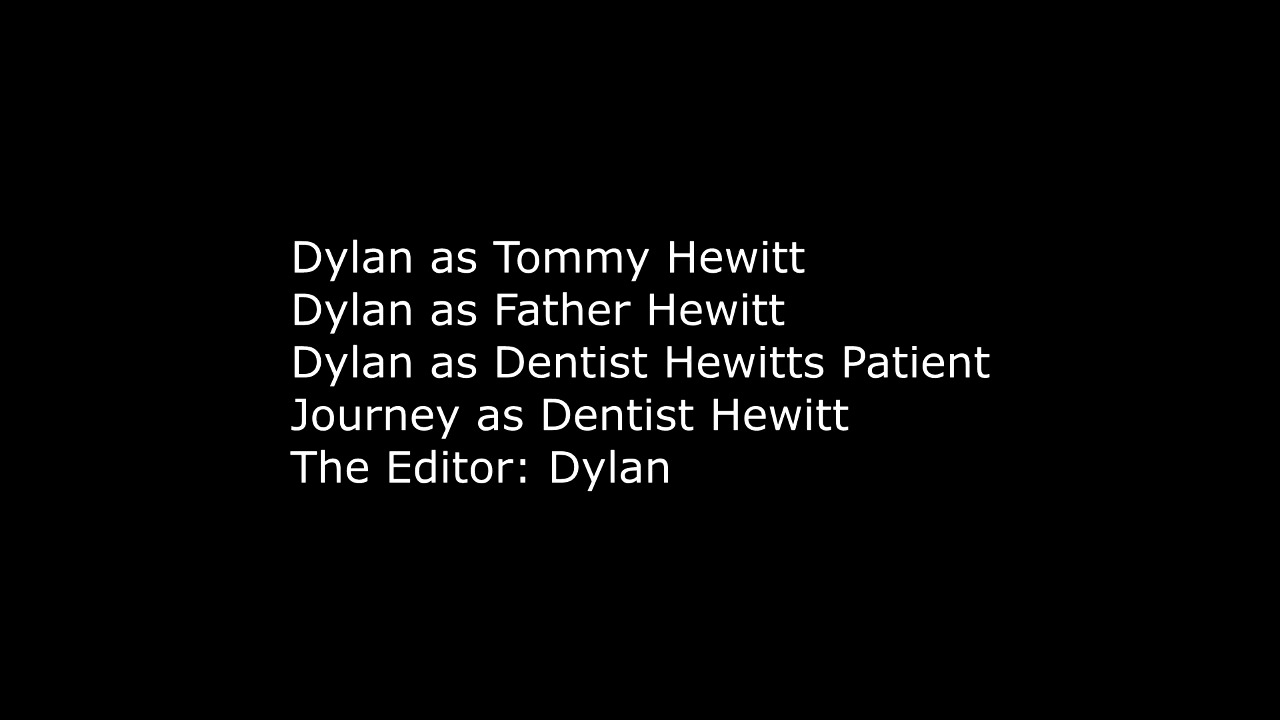 Dylan as Tommy Hewitt
Dylan as Father Hewitt
Dylan as Dentist Hewitts Patient
Journey as Dentist Hewitt
The Editor: Dylan